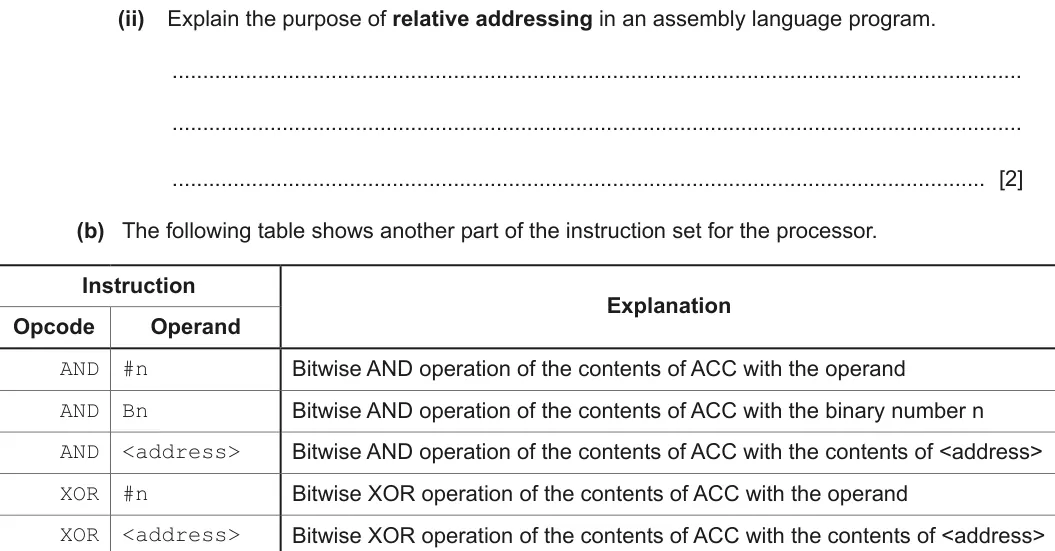 (ii) Explain the purpose of relative addressing in an assembly language program.
..........................................................................................................................................
..........................................................................................................................................
.................................................................................................................................... [2]
(b) The following table shows another part of the instruction set for the processor.
Instruction Explanation
Opcode Operand
AND #n Bitwise AND operation of the contents of ACC with the operand
AND Bn Bitwise AND operation of the contents of ACC with the binary number n
AND <address> Bitwise AND operation of the contents of ACC with the contents of <address>
XOR #n Bitwise XOR operation of the contents of ACC with the operand
XOR <address> Bitwise XOR operation of the contents of ACC with the contents of <address>